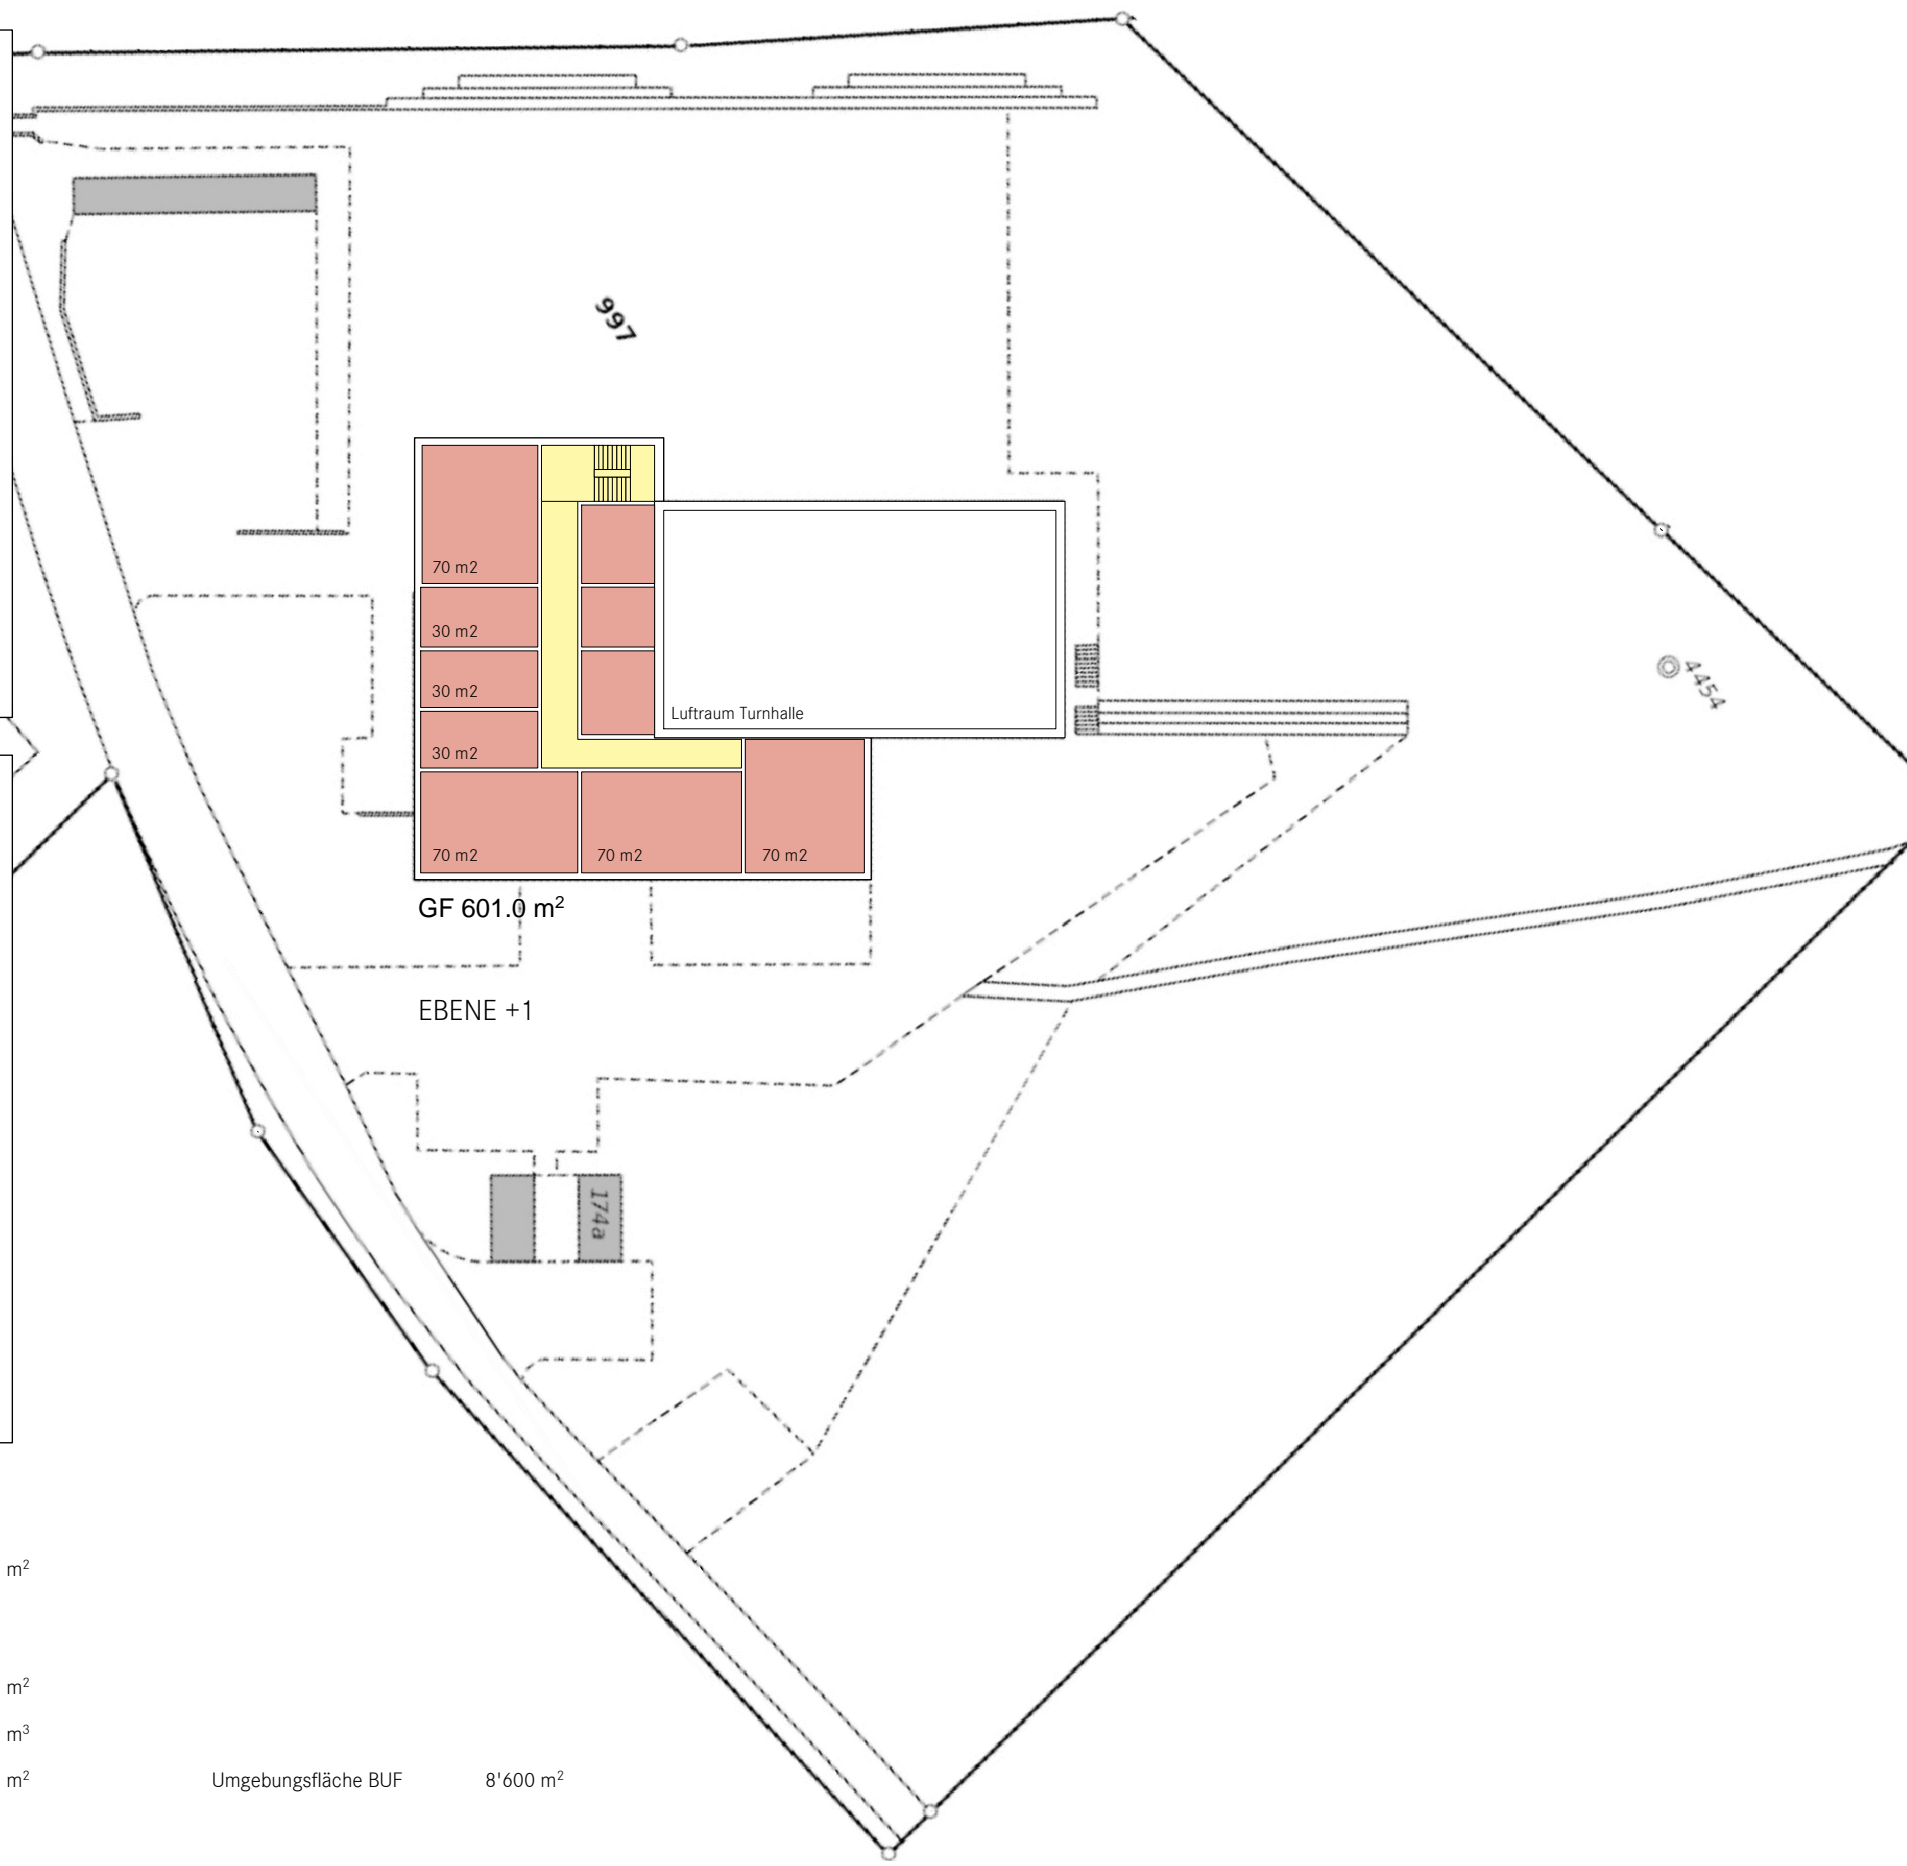 997
70 m2
30 m2
30 m2
30 m2
70 m2
70 m2
70 m2
Luftraum Turnhalle
4454
GF 601.0 m²
EBENE +1
174a
m²
m²
m³
m²
Umgebungsfläche BUF 8'600 m²